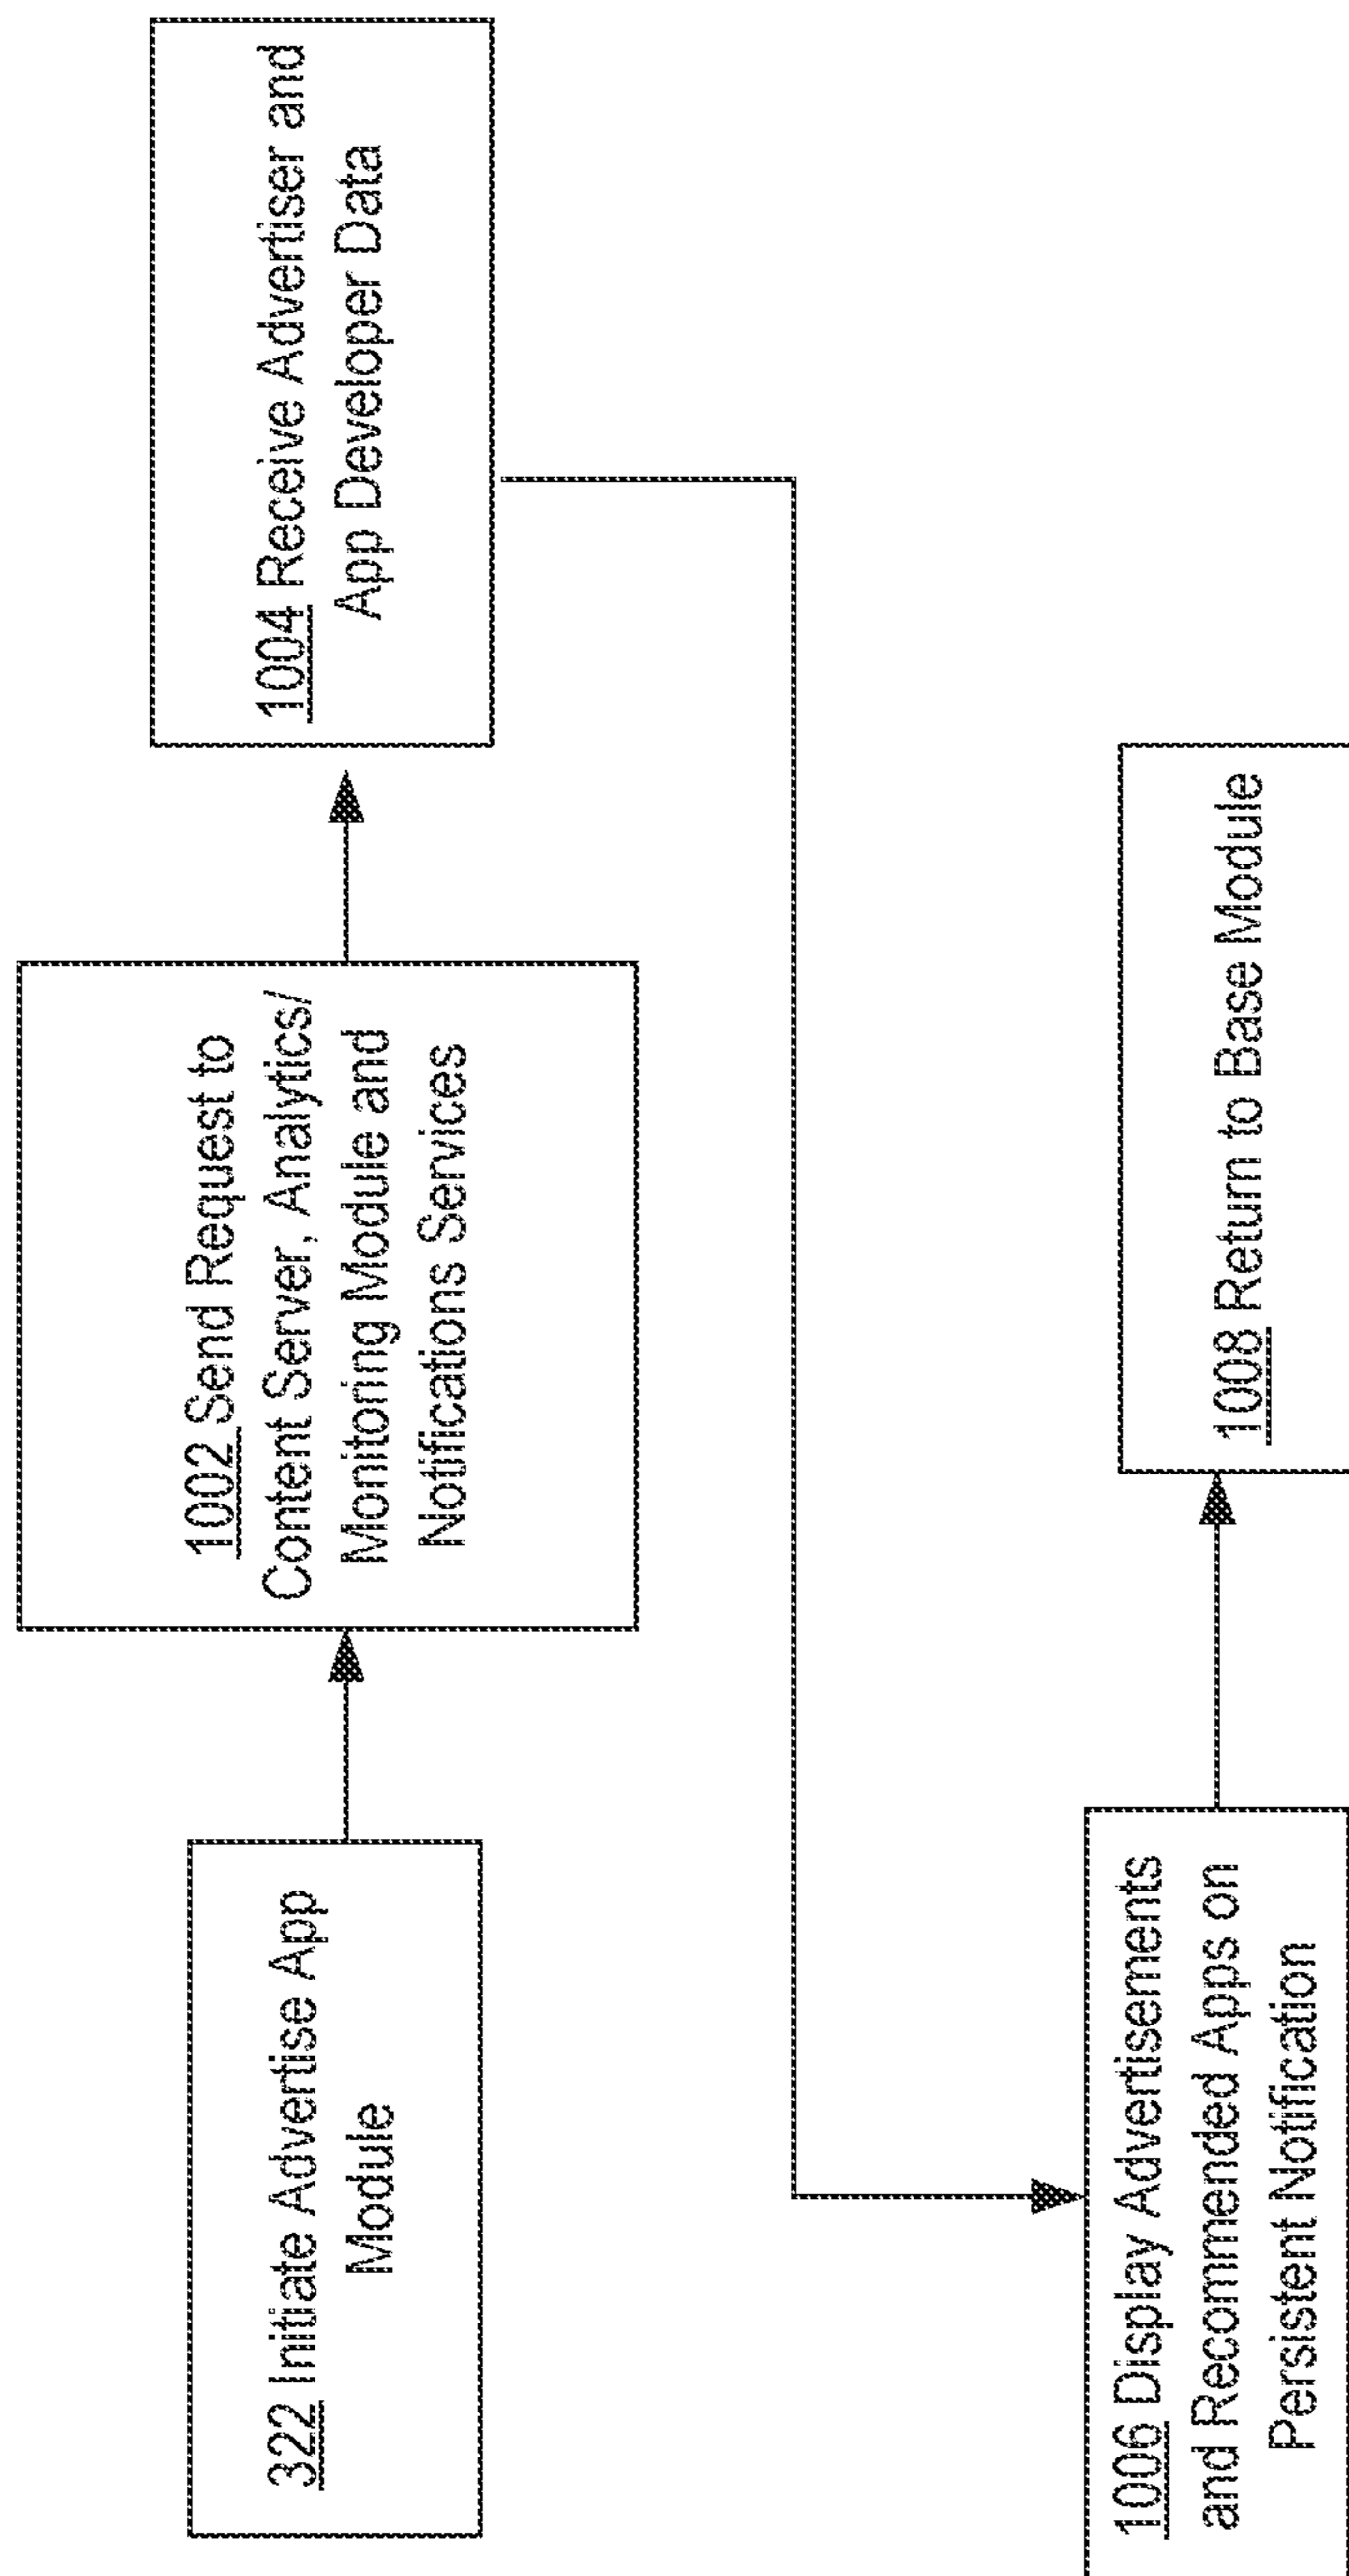 322 Initiate Advertise App
Module
1002 Send Request to
Content Server, Analytics/
Monitoring Module and
Notifications Services
1004 Receive Advertiser and
App Developer Data
1006 Display Advertisements
and Recommended Apps on
Persistent Notification
1008 Return to Base Module